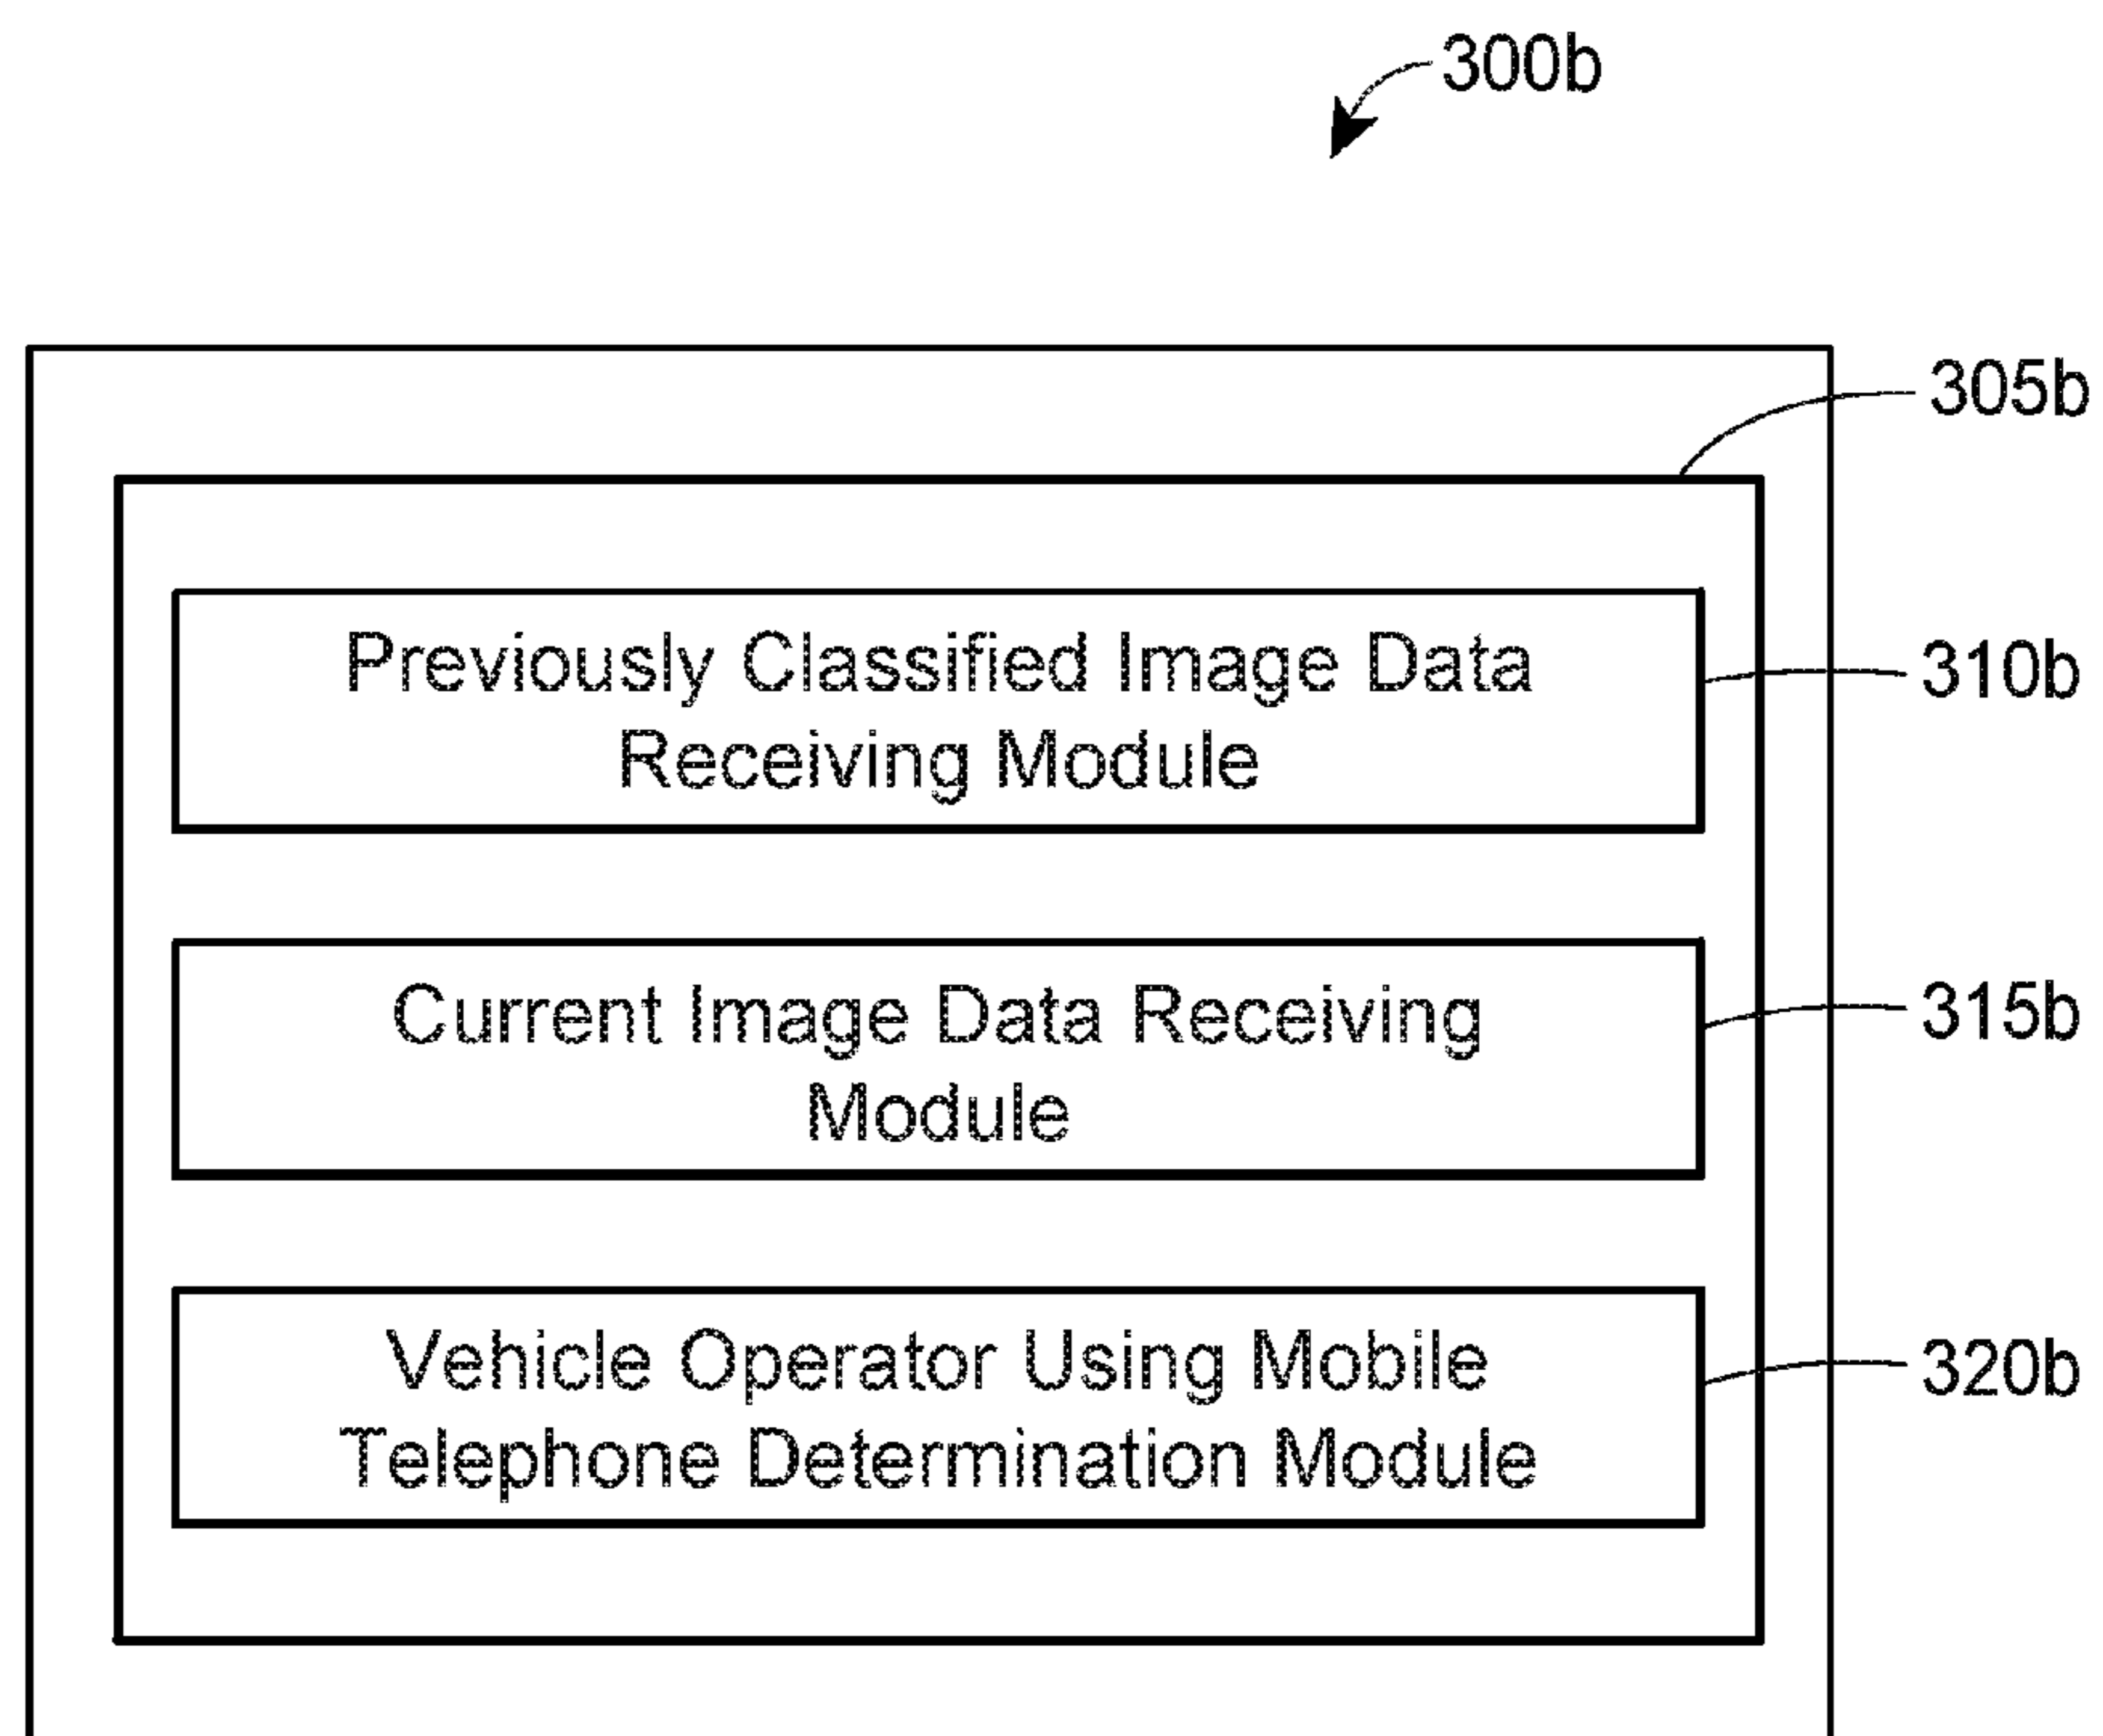 300b
305b
Previously Classified Image Data
Receiving Module
310b
Current Image Data Receiving
Module
315b
Vehicle Operator Using Mobile
Telephone Determination Module
320b